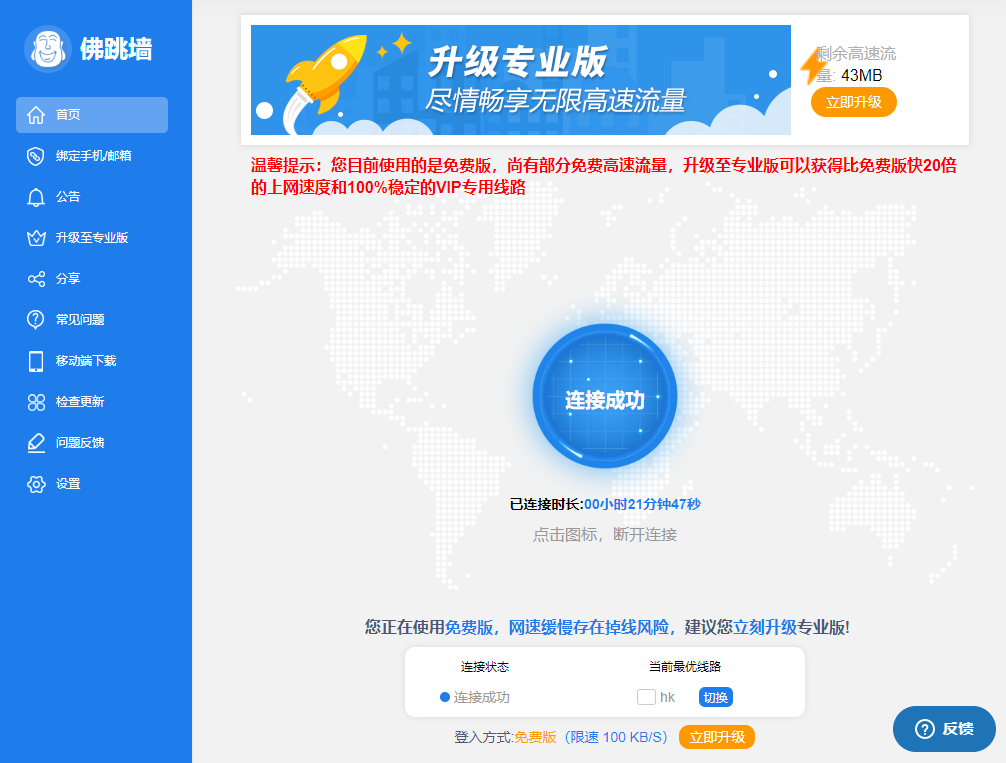 佛跳墙
首页
绑定手机/邮箱
公告
升级至专业版
分享
常见问题
移动端下载
检查更新
问题反馈
设置
升级专业版
尽情畅享无限高速流量
剩余高速流
量: 43MB
立即升级
温馨提示：您目前使用的是免费版，尚有部分免费高速流量，升级至专业版可以获得比免费版快20倍
的上网速度和100%稳定的VIP专用线路
连接成功
已连接时长:00小时21分钟47秒
点击图标，断开连接
您正在使用免费版，网速缓慢存在掉线风险，建议您立刻升级专业版!
连接状态
当前最优线路
连接成功
hk
切换
登入方式:免费版（限速 100 KB/S）
立即升级
反馈